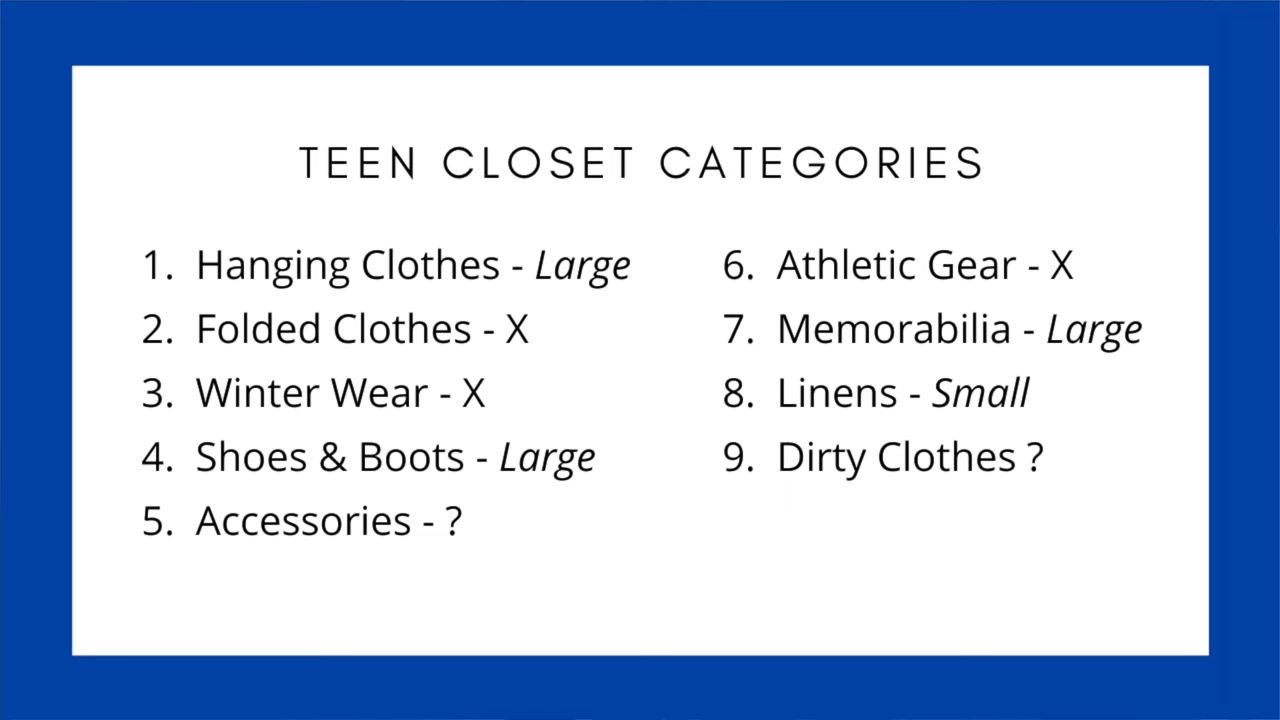 TEEN CLOSET CATEGORIES
1. Hanging Clothes - Large
2. Folded Clothes - X
3. Winter Wear - X
4. Shoes & Boots - Large
5. Accessories - ?
6. Athletic Gear - X
7. Memorabilia - Large
8. Linens - Small
9. Dirty Clothes ?